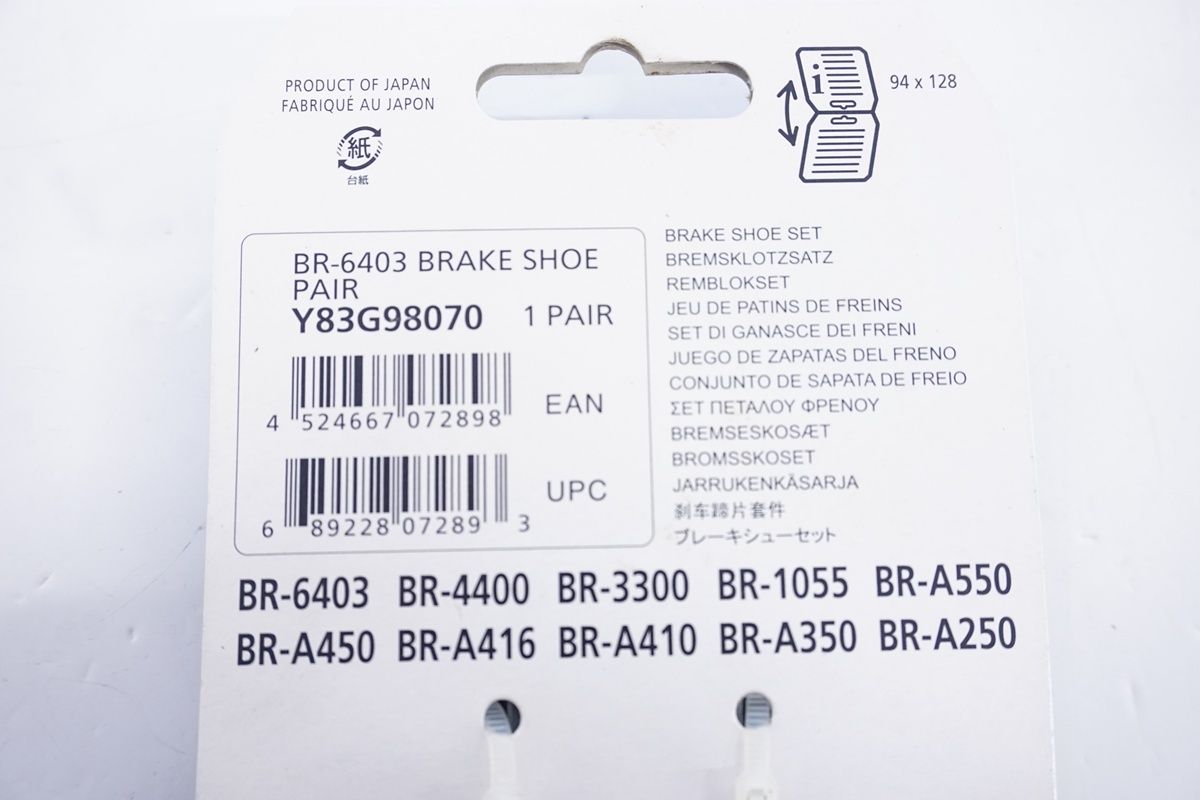 PRODUCT OF JAPAN
FABRIQUÉ AU JAPON
紙
台紙
i
94 x 128
BR-6403 BRAKE SHOE
PAIR
Y83G98070 1 PAIR
4 524667 072898 EAN
6 89228 07289 3 UPC
BRAKE SHOE SET
BREMSKLOTZSATZ
REMBLOKSET
JEU DE PATINS DE FREINS
SET DI GANASCE DEI FRENI
JUEGO DE ZAPATAS DEL FRENO
CONJUNTO DE SAPATA DE FREIO
ΣΕΤ ΠΕΤΑΛΟΥ ΦΡΕΝΟΥ
BREMSESKOSÆT
BROMSSKOSET
JARRUKENKÄSARJA
刹车蹄片套件
ブレーキシューセット
BR-6403 BR-4400 BR-3300 BR-1055 BR-A550
BR-A450 BR-A416 BR-A410 BR-A350 BR-A250